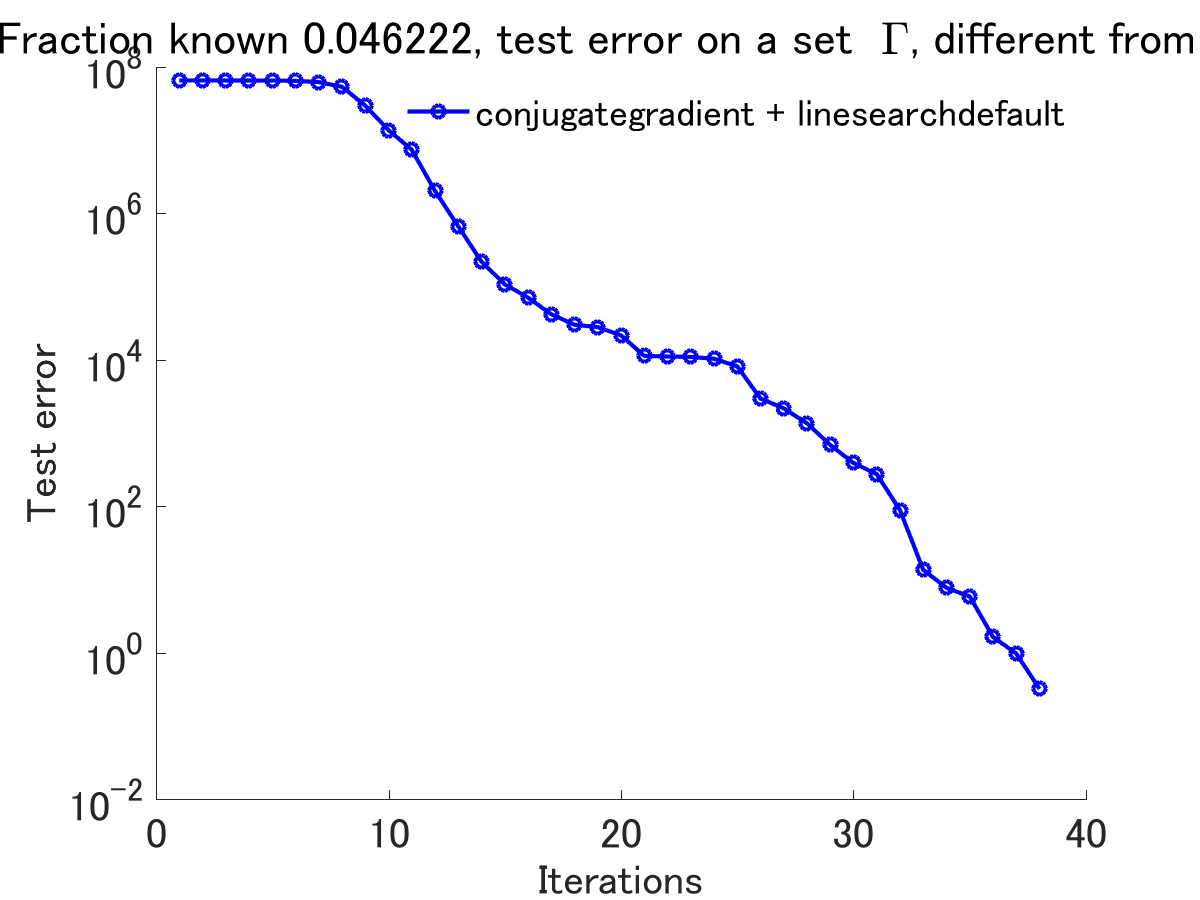 Fraction known 0.046222, test error on a set Γ, different from
conjugategradient + linesearchdefault
10^8
10^6
10^4
10^2
10^0
10^−2
Test error
0 10 20 30 40
Iterations